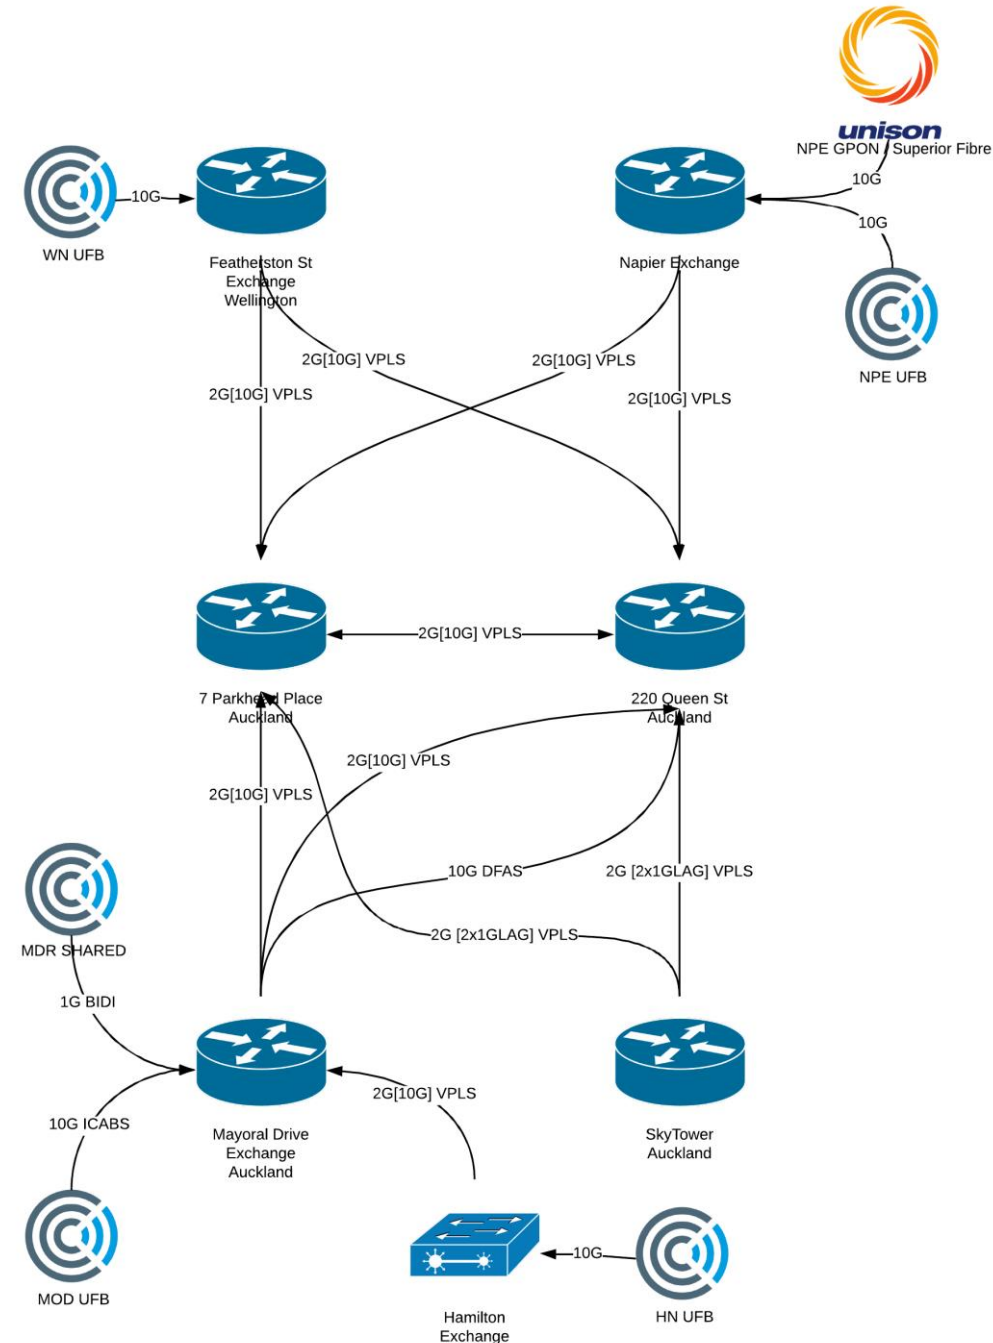 unison
NPE GPON / Superior Fibre
10G
10G
WN UFB
10G
Featherston St
Exchange
Wellington
Napier Exchange
NPE UFB
2G[10G] VPLS
2G[10G] VPLS
2G[10G] VPLS
2G[10G] VPLS
2G[10G] VPLS
7 Parkhead Place
Auckland
220 Queen St
Auckland
2G[10G] VPLS
2G[10G] VPLS
10G DFAS
2G [2x1GLAG] VPLS
2G [2x1GLAG] VPLS
MDR SHARED
1G BIDI
2G[10G] VPLS
10G ICABS
Mayoral Drive
Exchange
Auckland
SkyTower
Auckland
MOD UFB
10G
HN UFB
Hamilton
Exchange